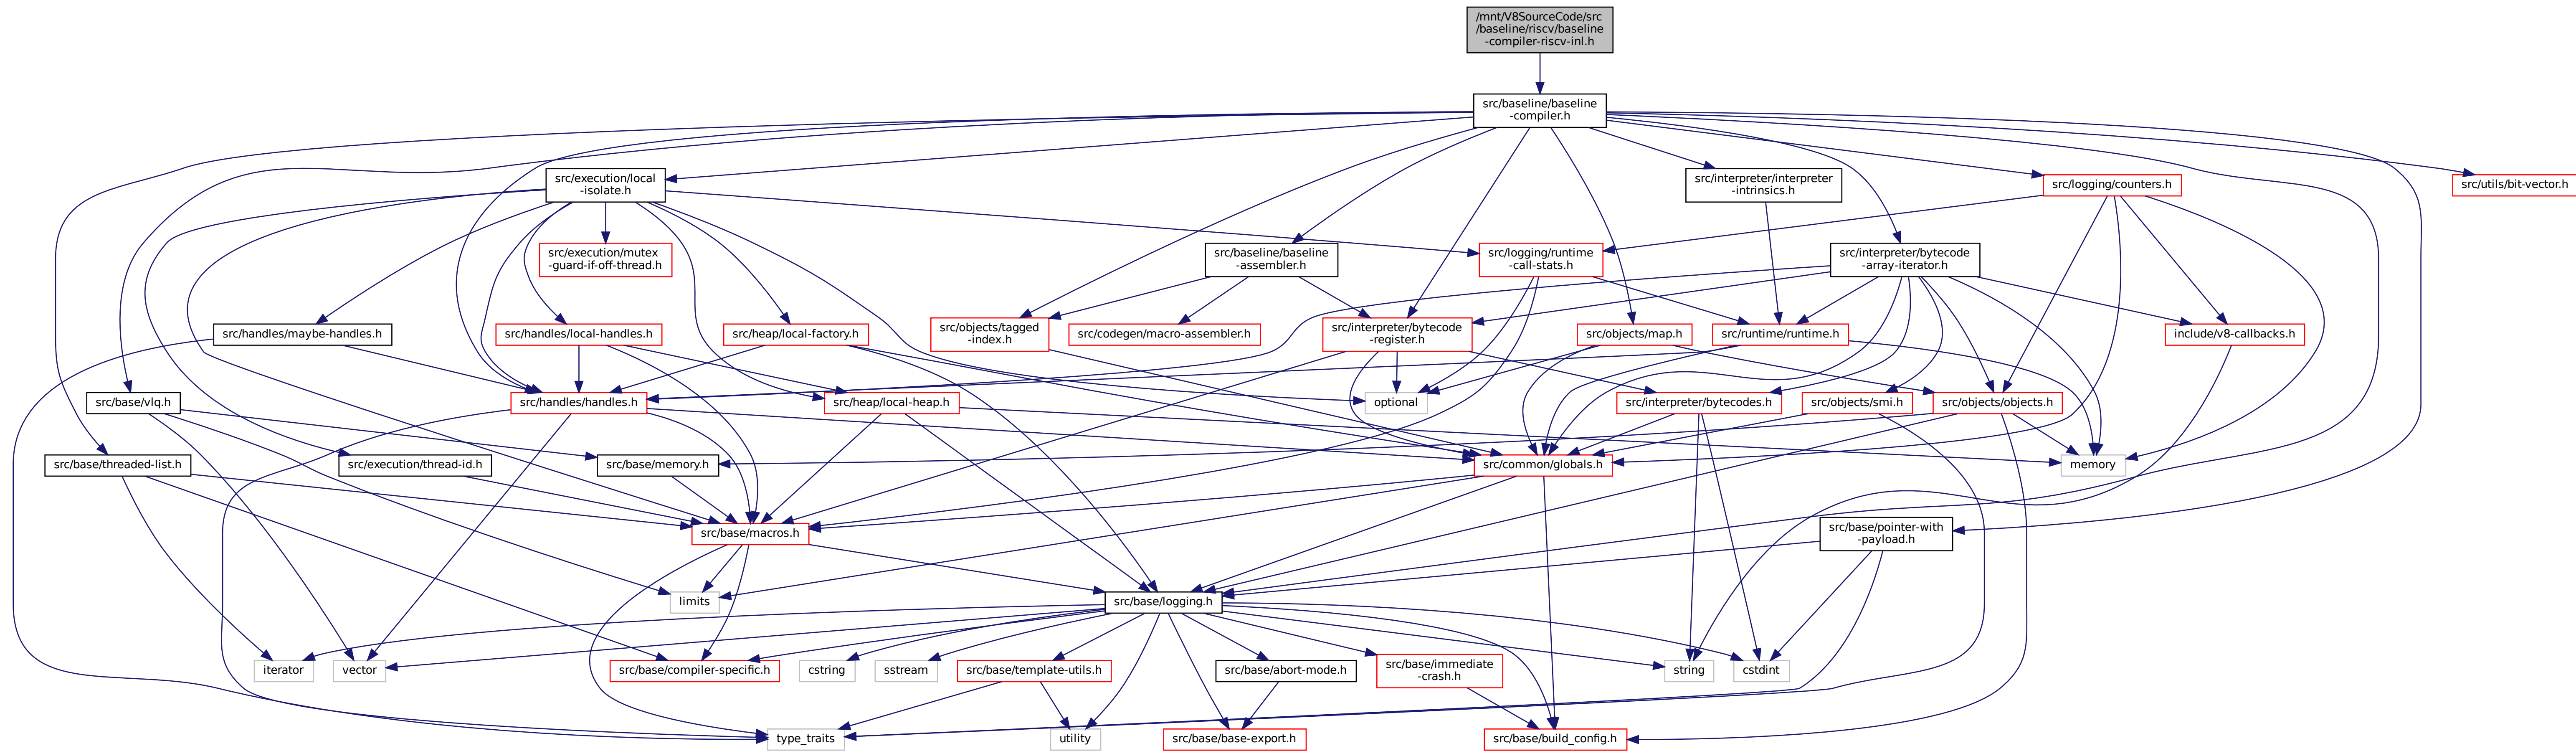 /mnt/V8SourceCode/src
/baseline/riscv/baseline
-compiler-riscv-inl.h
src/baseline/baseline
-compiler.h
src/execution/local
-isolate.h
src/interpreter/interpreter
-intrinsics.h
src/logging/counters.h
src/utils/bit-vector.h
src/execution/mutex
-guard-if-off-thread.h
src/baseline/baseline
-assembler.h
src/logging/runtime
-call-stats.h
src/interpreter/bytecode
-array-iterator.h
src/handles/maybe-handles.h
src/handles/local-handles.h
src/heap/local-factory.h
src/objects/tagged
-index.h
src/codegen/macro-assembler.h
src/interpreter/bytecode
-register.h
src/objects/map.h
src/runtime/runtime.h
include/v8-callbacks.h
src/base/vlq.h
src/handles/handles.h
src/heap/local-heap.h
optional
src/interpreter/bytecodes.h
src/objects/smi.h
src/objects/objects.h
src/base/threaded-list.h
src/execution/thread-id.h
src/base/memory.h
src/common/globals.h
memory
src/base/macros.h
src/base/pointer-with
-payload.h
limits
src/base/logging.h
iterator
vector
src/base/compiler-specific.h
cstring
sstream
src/base/template-utils.h
src/base/abort-mode.h
src/base/immediate
-crash.h
string
cstdint
type_traits
utility
src/base/base-export.h
src/base/build_config.h